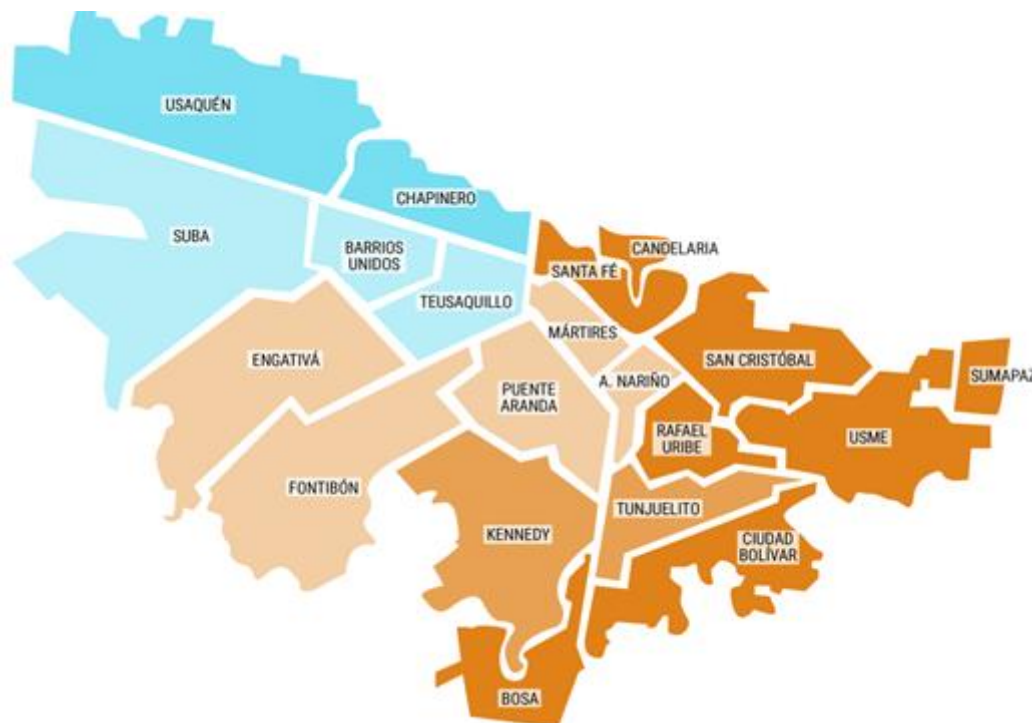 USAQUÉN
CHAPINERO
SUBA
BARRIOS
UNIDOS
CANDELARIA
SANTA FÉ
TEUSAQUILLO
MÁRTIRES
ENGATIVÁ
SAN CRISTÓBAL
SUMAPAZ
A. NARIÑO
PUENTE
ARANDA
RAFAEL
URIBE
USME
FONTIBÓN
TUNJUELITO
KENNEDY
CIUDAD
BOLÍVAR
BOSA